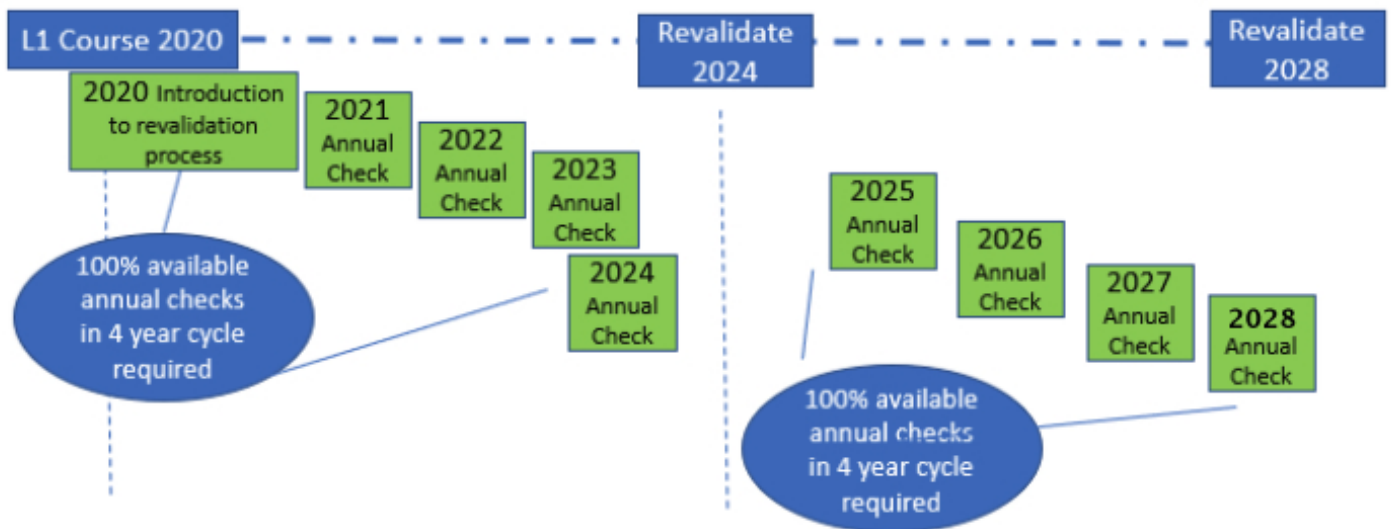 L1 Course 2020
Revalidate
2024
Revalidate
2028
2020 Introduction
to revalidation
process
2021
Annual
Check
2022
Annual
Check
2023
Annual
Check
2024
Annual
Check
100% available
annual checks
in 4 year cycle
required
2025
Annual
Check
2026
Annual
Check
2027
Annual
Check
2028
Annual
Check
100% available
annual checks
in 4 year cycle
required